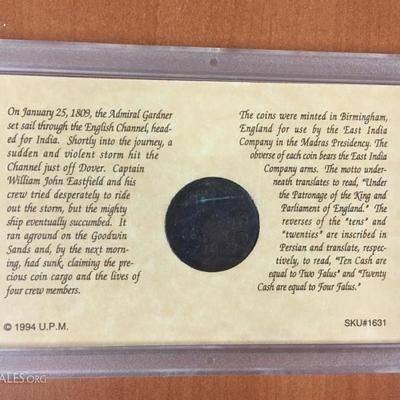 On January 25, 1809, the Admiral Gardner
set sail through the English Channel, head-
ed for India. Shortly into the journey, a
sudden and violent storm hit the
Channel just off Dover. Captain
William John Eastfield and his
crew tried desperately to ride
out the storm, but the mighty
ship eventually succumbed. It
ran aground on the Goodwin
Sands and, by the next morn-
ing, had sunk, claiming the pre-
cious coin cargo and the lives of
four crew members.
The coins were minted in Birmingham,
England for use by the East India
Company in the Madras Presidency. The
obverse of each coin bears the East India
Company arms. The motto under-
neath translates to read, "Under
the Patronage of the King and
Parliament of England." The
reverses of the "tens" and
"twenties" are inscribed in
Persian and translate, respec-
tively, to read, "Ten Cash are
equal to Two Falus" and "Twenty
Cash are equal to Four Falus."
© 1994 U.P.M.
SKU#1631
ALES.ORG